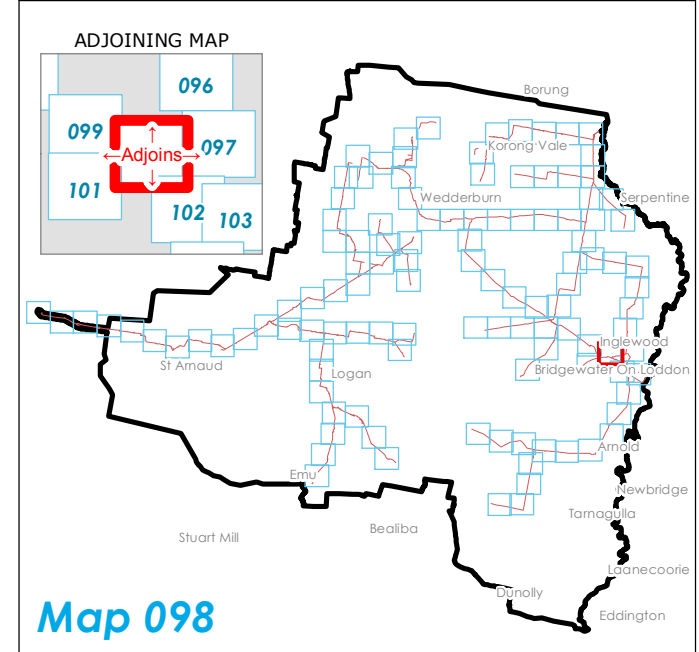 ADJOINING MAP
096
099
097
←Adjoins→
101
102
103
Borung
Korong Vale
Wedderburn
Serpentine
Inglewood
St Arnaud
Logan
Bridgewater On Loddon
Arnold
Emu
Newbridge
Tarnagulla
Stuart Mill
Bealiba
Laanecoorie
Dunolly
Eddington
Map 098